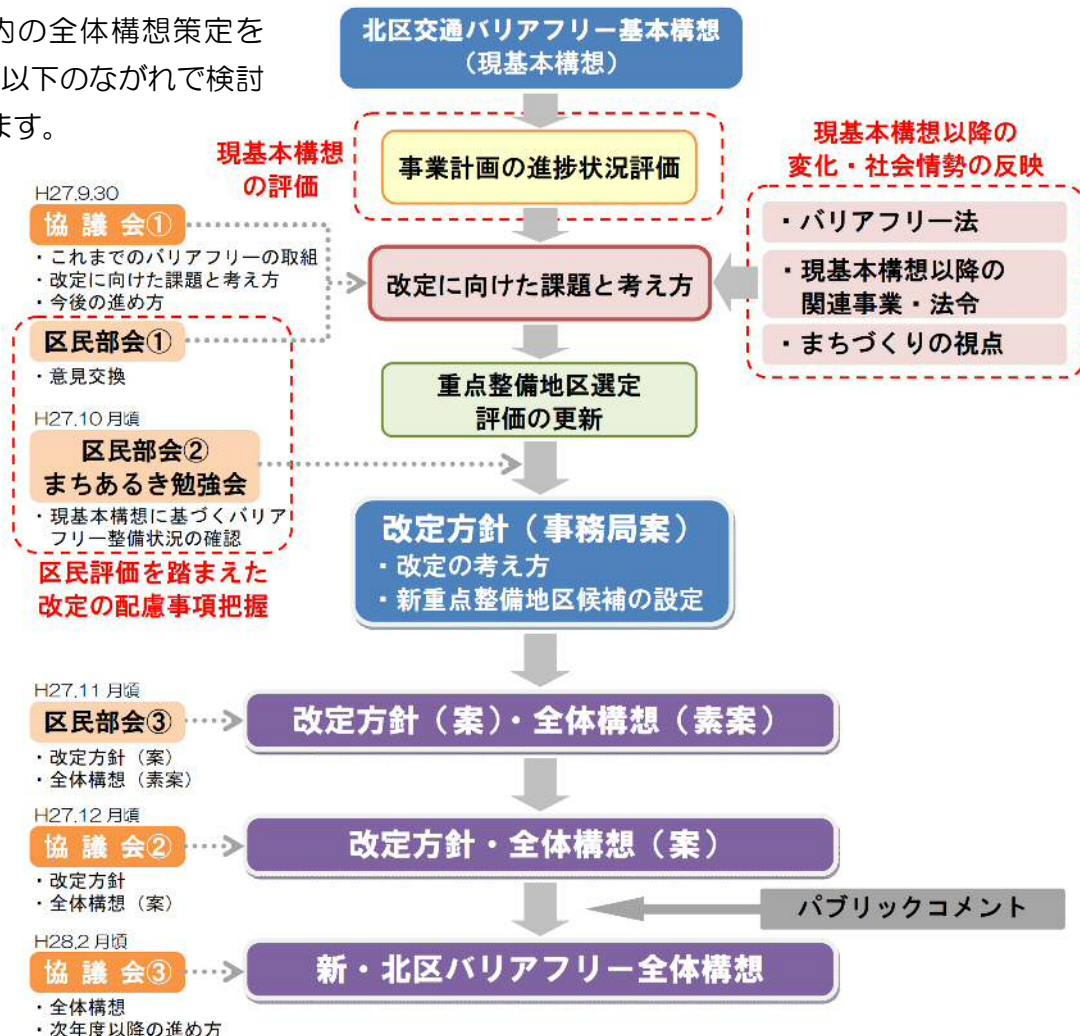 内の全体構想策定を
以下のながれで検討
ます。
北区交通バリアフリー基本構想
（現基本構想）
現基本構想
の評価
事業計画の進捗状況評価
現基本構想以降の
変化・社会情勢の反映
・バリアフリー法
・現基本構想以降の
関連事業・法令
・まちづくりの視点
H27.9.30
協議会①
・これまでのバリアフリーの取組
・改定に向けた課題と考え方
・今後の進め方
改定に向けた課題と考え方
区民部会①
・意見交換
重点整備地区選定
評価の更新
H27.10月頃
区民部会②
まちあるき勉強会
・現基本構想に基づくバリア
フリー整備状況の確認
区民評価を踏まえた
改定の配慮事項把握
改定方針（事務局案）
・改定の考え方
・新重点整備地区候補の設定
H27.11月頃
区民部会③
・改定方針（案）
・全体構想（素案）
改定方針（案）・全体構想（素案）
H27.12月頃
協議会②
・改定方針
・全体構想（案）
改定方針・全体構想（案）
パブリックコメント
H28.2月頃
協議会③
・全体構想
・次年度以降の進め方
新・北区バリアフリー全体構想